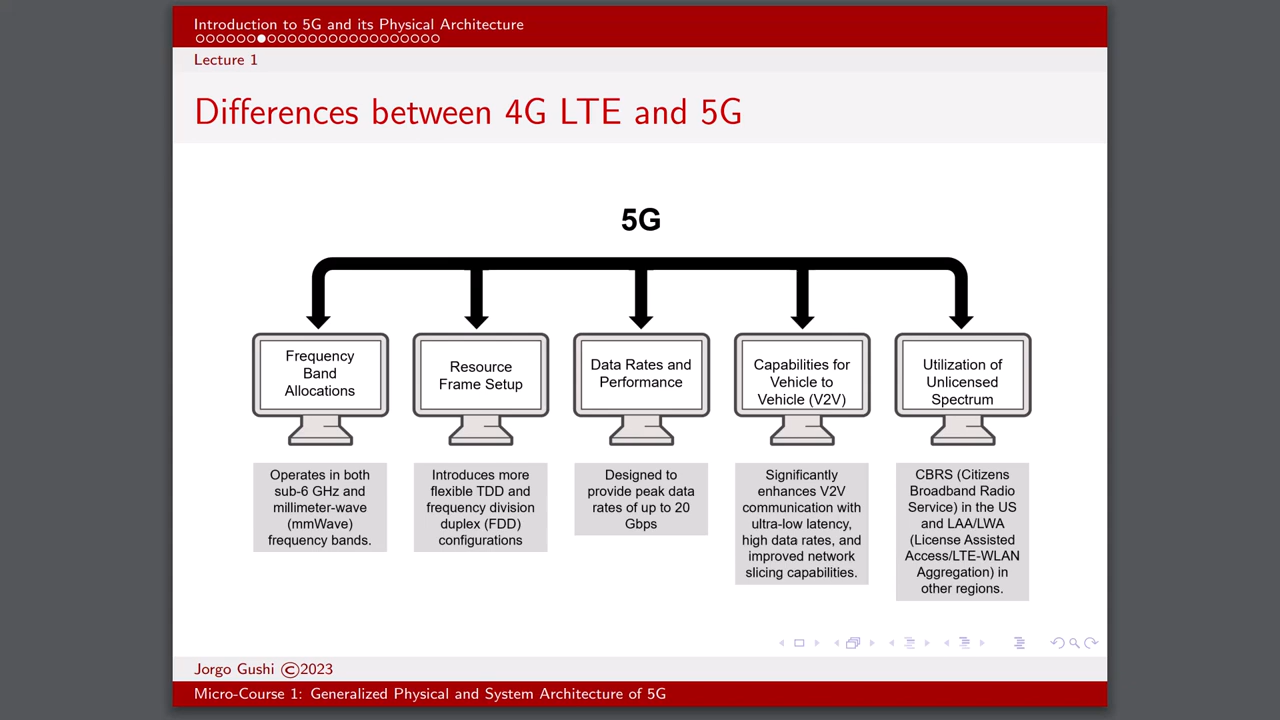 Introduction to 5G and its Physical Architecture
Lecture 1
Differences between 4G LTE and 5G
5G
Frequency
Band
Allocations
Resource
Frame Setup
Data Rates and
Performance
Capabilities for
Vehicle to
Vehicle (V2V)
Utilization of
Unlicensed
Spectrum
Operates in both
sub-6 GHz and
millimeter-wave
(mmWave)
frequency bands.
Introduces more
flexible TDD and
frequency division
duplex (FDD)
configurations
Designed to
provide peak data
rates of up to 20
Gbps
Significantly
enhances V2V
communication with
ultra-low latency,
high data rates, and
improved network
slicing capabilities.
CBRS (Citizens
Broadband Radio
Service) in the US
and LAA/LWA
(License Assisted
Access/LTE-WLAN
Aggregation) in
other regions.
Jorgo Gushi ©2023
Micro-Course 1: Generalized Physical and System Architecture of 5G